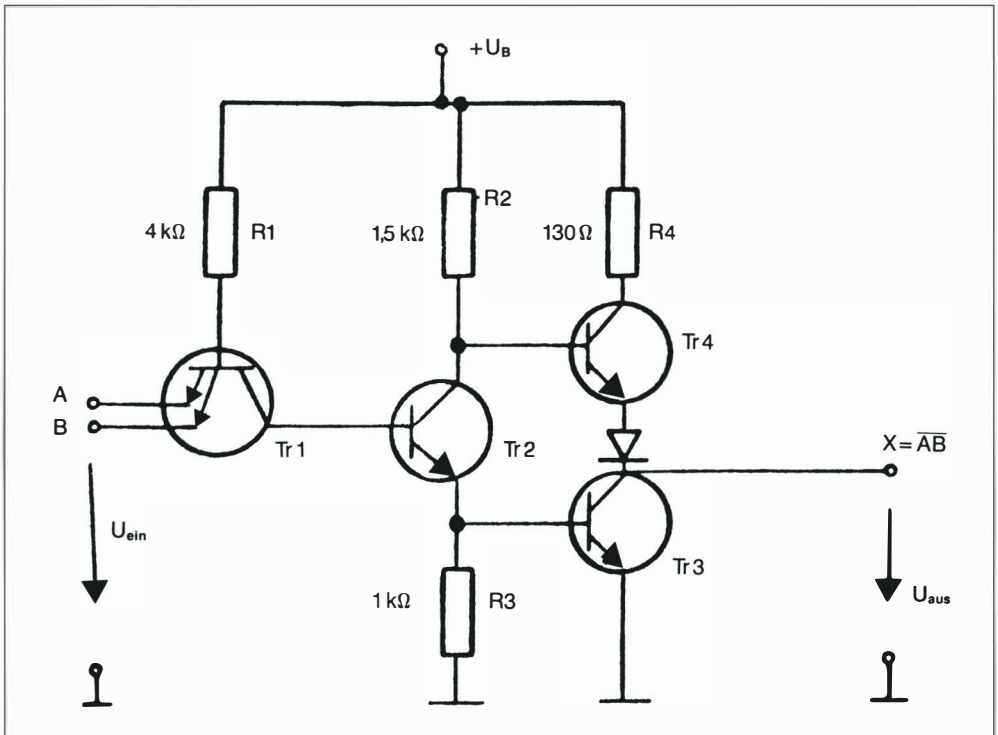 +U_B
R2
4 kΩ R1 1,5 kΩ 130 Ω R4
Tr 4
A
B
Tr 1 Tr 2 X = \overline{AB}
U_ein
Tr 3
1 kΩ R3 U_aus